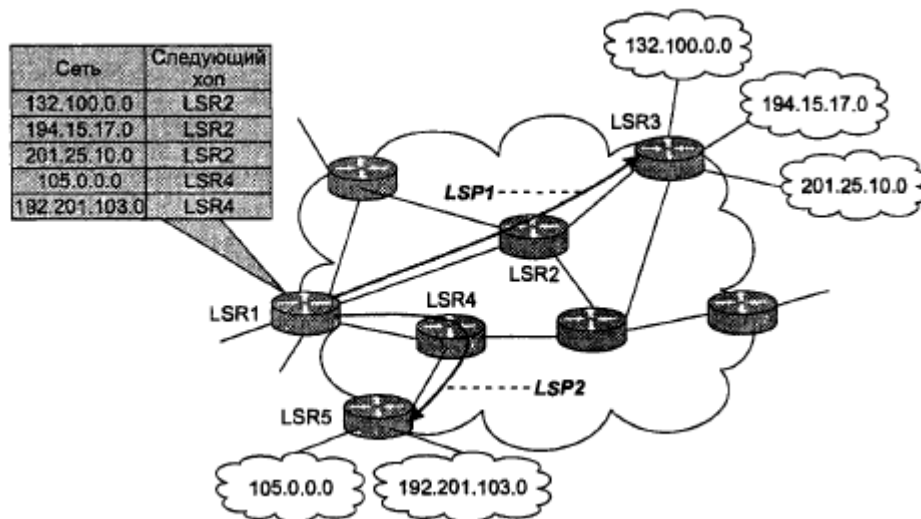 Сеть Следующий хоп
132.100.0.0 LSR2
194.15.17.0 LSR2
201.25.10.0 LSR2
105.0.0.0 LSR4
192.201.103.0 LSR4
132.100.0.0
194.15.17.0
LSR3
201.25.10.0
LSP1
LSR2
LSR1
LSR4
LSP2
LSR5
105.0.0.0
192.201.103.0